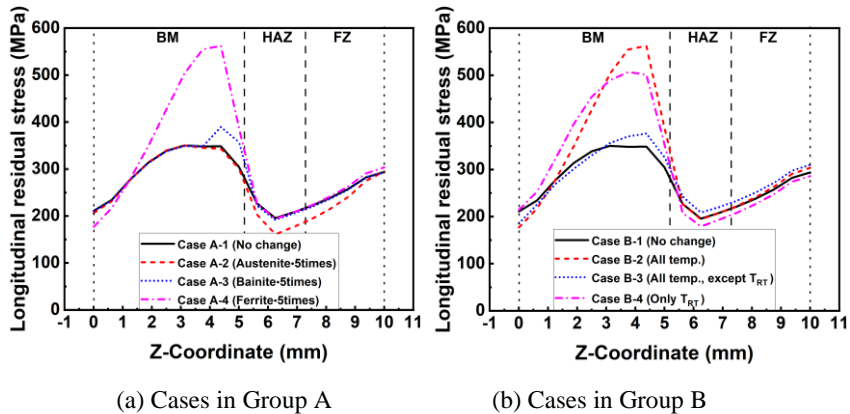 BM HAZ FZ
Longitudinal residual stress (MPa)
600
500
400
300
200
100
0
Case A-1 (No change)
Case A-2 (Austenite·5times)
Case A-3 (Bainite·5times)
Case A-4 (Ferrite·5times)
-1 0 1 2 3 4 5 6 7 8 9 10 11
Z-Coordinate (mm)
(a) Cases in Group A
BM HAZ FZ
Longitudinal residual stress (MPa)
600
500
400
300
200
100
0
Case B-1 (No change)
Case B-2 (All temp.)
Case B-3 (All temp., except TRT)
Case B-4 (Only TRT)
-1 0 1 2 3 4 5 6 7 8 9 10 11
Z-Coordinate (mm)
(b) Cases in Group B